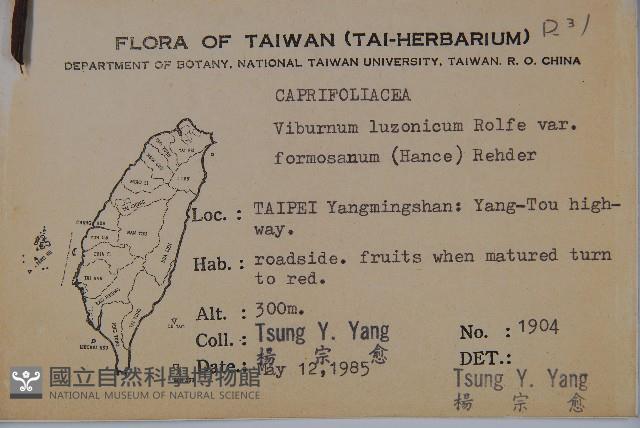 R 31
FLORA OF TAIWAN (TAI-HERBARIUM)
DEPARTMENT OF BOTANY, NATIONAL TAIWAN UNIVERSITY, TAIWAN. R. O. CHINA
CAPRIFOLIACEA
Viburnum luzonicum Rolfe var.
formosanum (Hance) Rehder
Loc. : TAIPEI Yangmingshan: Yang-Tou high-
way.
Hab. : roadside. fruits when matured turn
to red.
Alt. : 300m.
Coll. : Tsung Y. Yang
楊 宗 愈
No. : 1904
Date : May 12,1985
DET.:
Tsung Y. Yang
楊 宗 愈
國立自然科學博物館
NATIONAL MUSEUM OF NATURAL SCIENCE